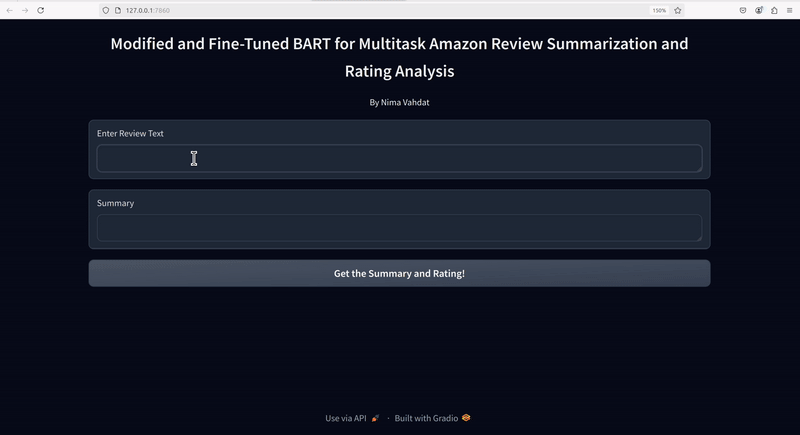 127.0.0.1:7860
150%
Modified and Fine-Tuned BART for Multitask Amazon Review Summarization and
Rating Analysis
By Nima Vahdat
Enter Review Text
Summary
Get the Summary and Rating!
Use via API · Built with Gradio